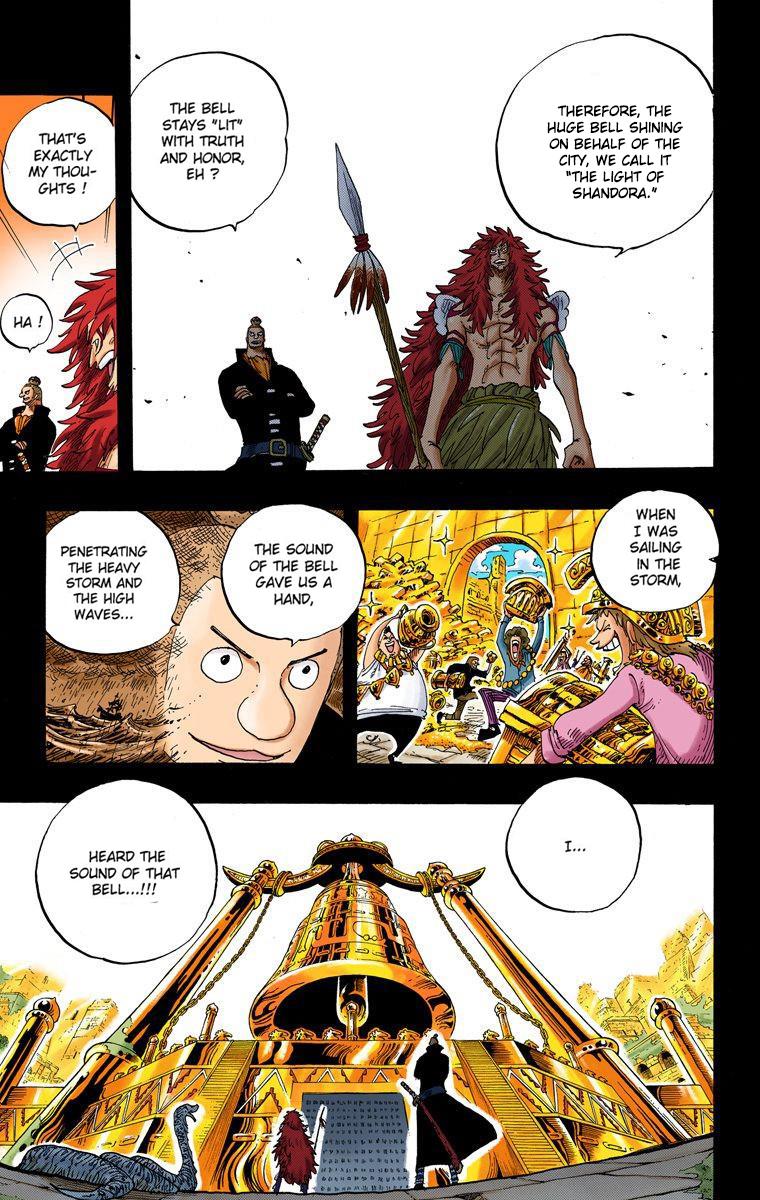 THEREFORE, THE
HUGE BELL SHINING
ON BEHALF OF THE
CITY, WE CALL IT
"THE LIGHT OF
SHANDORA."
THE BELL
STAYS "LIT"
WITH TRUTH
AND HONOR,
EH ?
THAT'S
EXACTLY
MY THOU-
GHTS !
HA !
WHEN
I WAS
SAILING
IN THE
STORM,
THE SOUND OF
THE BELL
GAVE US A
HAND,
PENETRATING
THE HEAVY
STORM AND
THE HIGH
WAVES...
I...
HEARD THE
SOUND OF THAT
BELL...!!!